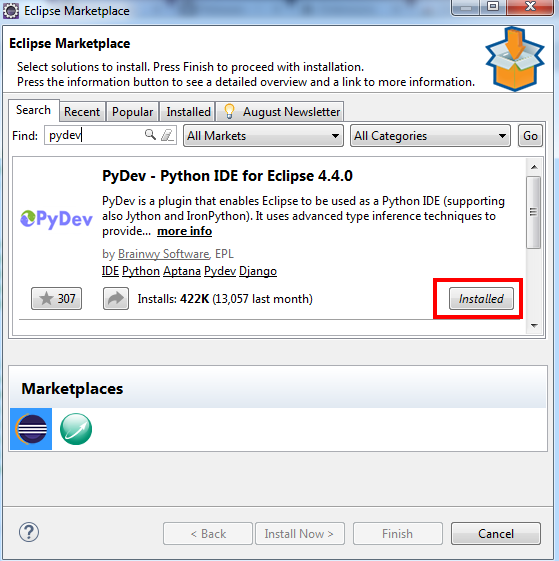 Eclipse Marketplace
Eclipse Marketplace
Select solutions to install. Press Finish to proceed with installation.
Press the information button to see a detailed overview and a link to more information.
Search Recent Popular Installed August Newsletter
Find: pydev All Markets All Categories Go
PyDev - Python IDE for Eclipse 4.4.0
PyDev is a plugin that enables Eclipse to be used as a Python IDE (supporting
also Jython and IronPython). It uses advanced type inference techniques to
provide... more info
PyDev
by Brainwy Software, EPL
IDE Python Aptana Pydev Django
307 Installs: 422K (13,057 last month) Installed
Marketplaces
? < Back Install Now > Finish Cancel